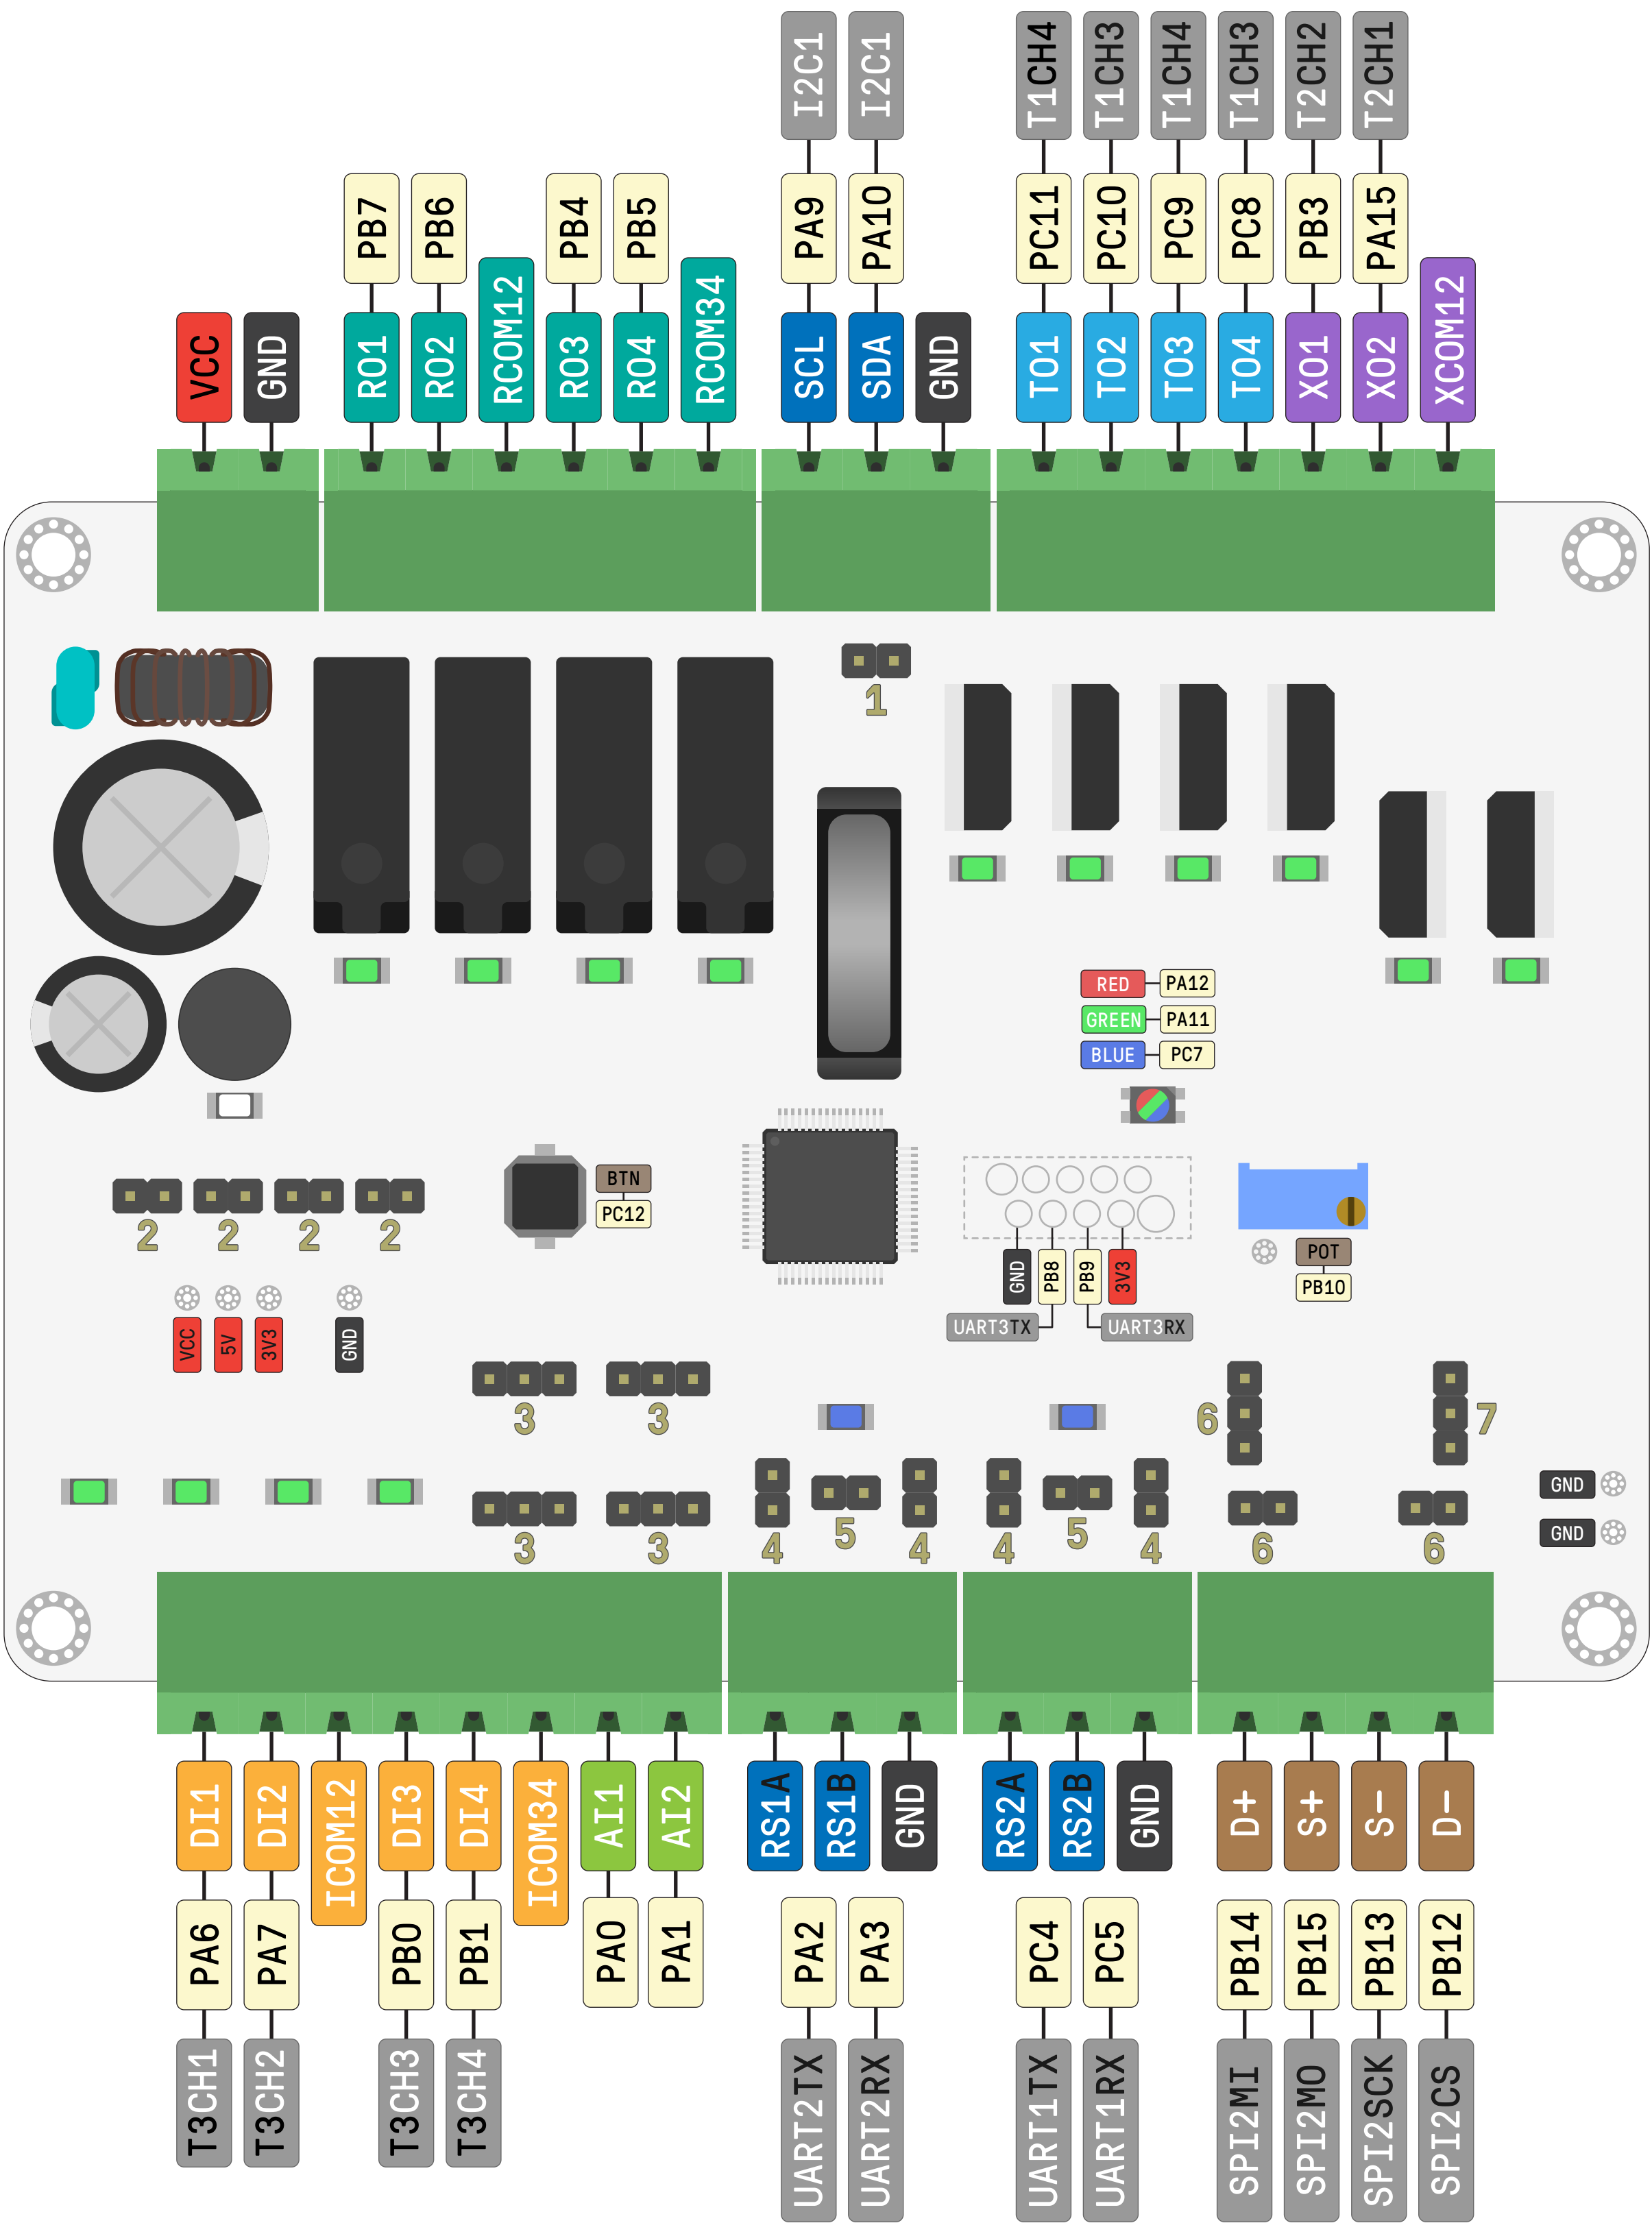 I2C1 I2C1 T1CH4 T1CH3 T1CH4 T1CH3 T2CH2 T2CH1
PB7 PB6 PB4 PB5 PA9 PA10 PC11 PC10 PC9 PC8 PB3 PA15
VCC GND RO1 RO2 RCOM12 RO3 RO4 RCOM34 SCL SDA GND TO1 TO2 TO3 TO4 XO1 XO2 XCOM12
1
RED PA12
GREEN PA11
BLUE PC7
BTN
PC12
2 2 2 2
GND PB8 PB9 3V3
UART3TX UART3RX
POT
PB10
VCC 5V 3V3 GND
3 3 6 7
GND
GND
3 3 4 5 4 4 5 4 6 6
DI1 DI2 ICOM12 DI3 DI4 ICOM34 AI1 AI2 RS1A RS1B GND RS2A RS2B GND D+ S+ S- D-
PA6 PA7 PB0 PB1 PA0 PA1 PA2 PA3 PC4 PC5 PB14 PB15 PB13 PB12
T3CH1 T3CH2 T3CH3 T3CH4 UART2TX UART2RX UART1TX UART1RX SPI2MI SPI2MO SPI2SCK SPI2CS